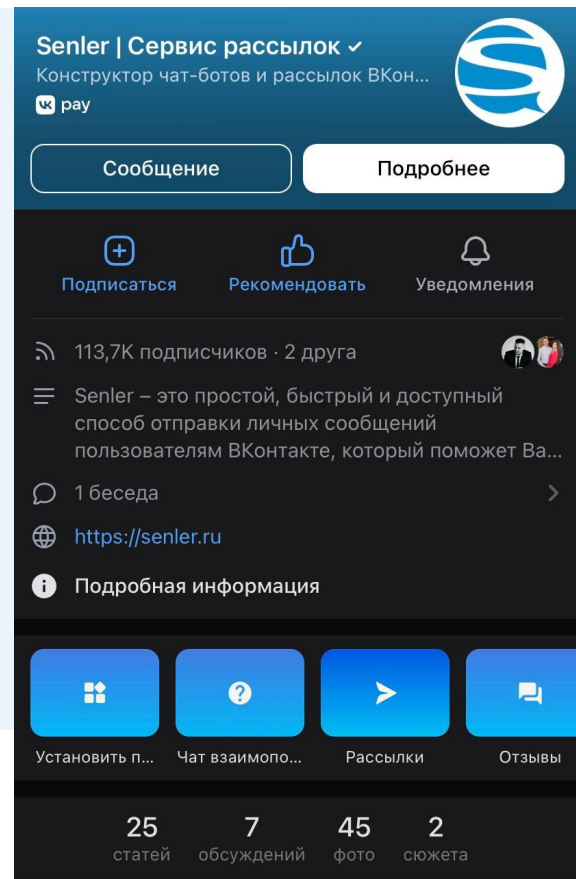 Senler | Сервис рассылок
Конструктор чат-ботов и рассылок ВКон...
VK pay
Сообщение
Подробнее
Подписаться
Рекомендовать
Уведомления
113,7K подписчиков · 2 друга
Senler – это простой, быстрый и доступный
способ отправки личных сообщений
пользователям ВКонтакте, который поможет Ва...
1 беседа
https://senler.ru
Подробная информация
Установить п...
Чат взаимопо...
Рассылки
Отзывы
25 7 45 2
статей обсуждений фото сюжета